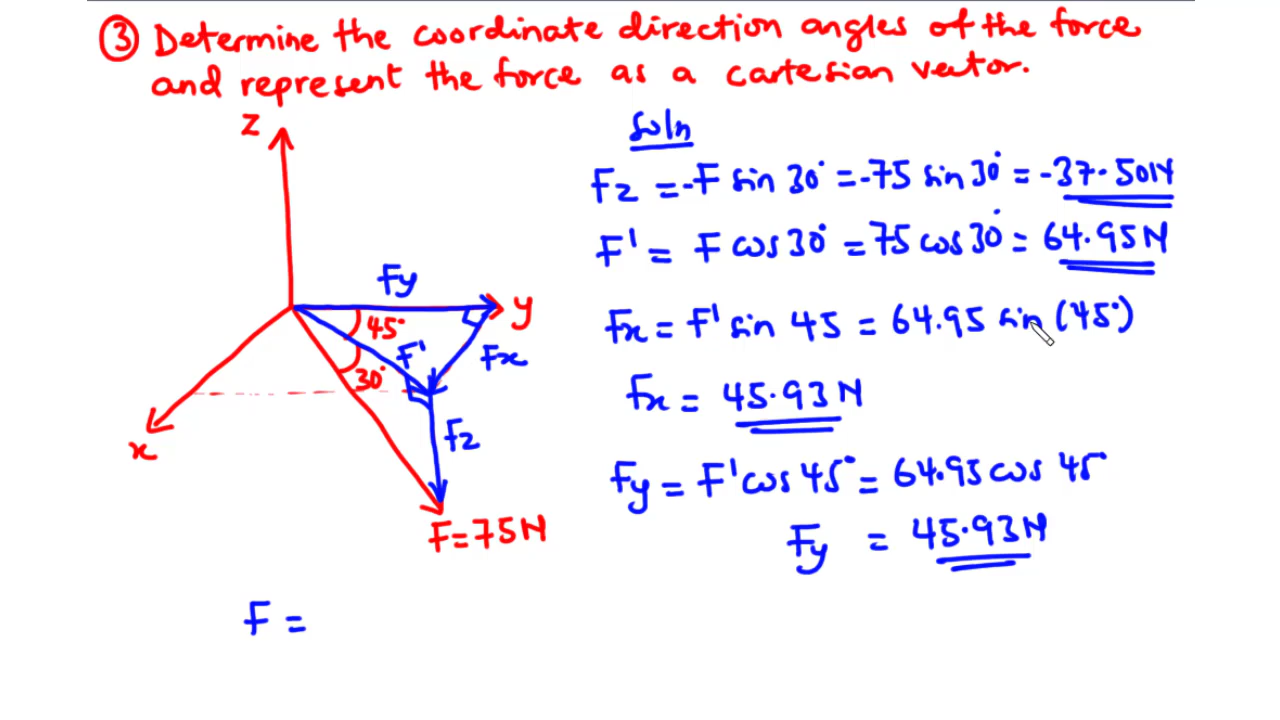 ③ Determine the coordinate direction angles of the force
and represent the force as a cartesian vector.
Soln
Fz = -F sin 30° = -75 sin 30° = -37.50N
F' = F cos 30° = 75 cos 30° = 64.95N
Fx = F' sin 45 = 64.95 sin (45°)
Fx = 45.93N
Fy = F' cos 45° = 64.95 cos 45°
Fy = 45.93N
z
Fy
y
45°
F'
Fx
30°
x
Fz
F=75N
F =